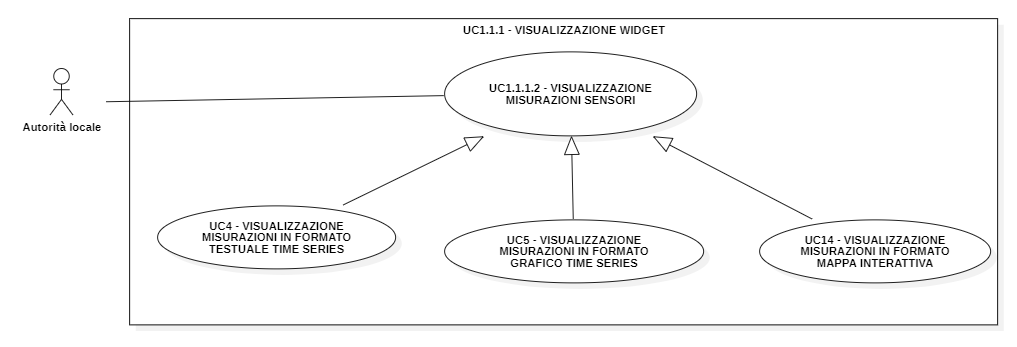 UC1.1.1 - VISUALIZZAZIONE WIDGET
UC1.1.1.2 - VISUALIZZAZIONE
MISURAZIONI SENSORI
Autorità locale
UC4 - VISUALIZZAZIONE
MISURAZIONI IN FORMATO
TESTUALE TIME SERIES
UC5 - VISUALIZZAZIONE
MISURAZIONI IN FORMATO
GRAFICO TIME SERIES
UC14 - VISUALIZZAZIONE
MISURAZIONI IN FORMATO
MAPPA INTERATTIVA